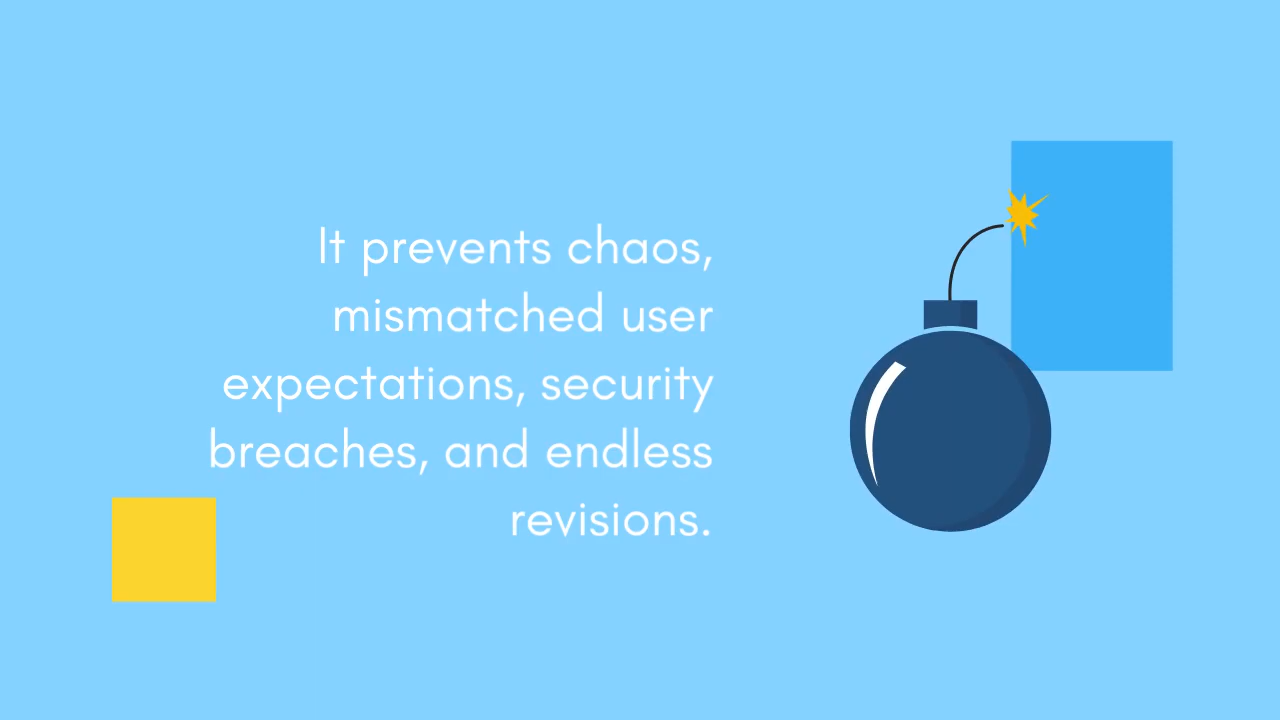 It prevents chaos,
mismatched user
expectations, security
breaches, and endless
revisions.